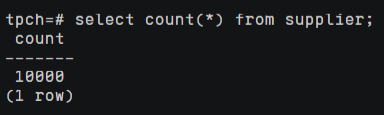 tpch=# select count(*) from supplier;
 count
-------
 10000
(1 row)